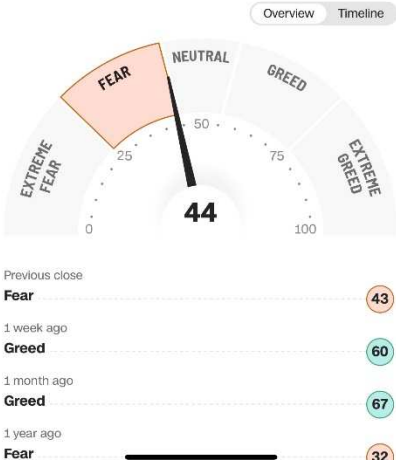 Overview Timeline
EXTREME
FEAR
FEAR
NEUTRAL
GREED
EXTREME
GREED
0
25
50
75
100
44
Previous close
Fear 43
1 week ago
Greed 60
1 month ago
Greed 67
1 year ago
Fear 32